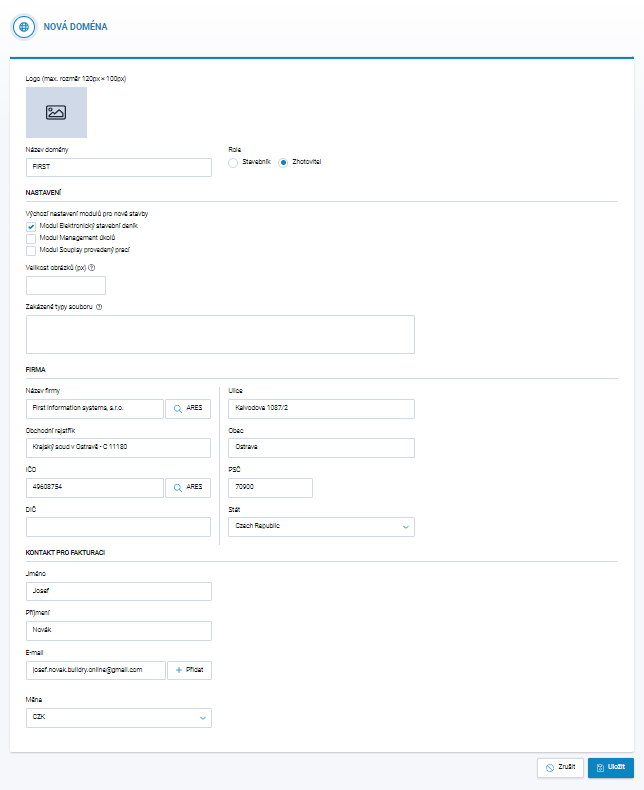 NOVÁ DOMÉNA
Logo (max. rozměr 120px × 100px)
Název domény
Role
FIRST
Stavebník
Zhotovitel
NASTAVENÍ
Výchozí nastavení modulů pro nové stavby
Modul Elektronický stavební deník
Modul Management úkolů
Modul Soupisy provedený prací
Velikost obrázků (px)
Zakázené typy souboru
FIRMA
Název firmy
Ulice
First information systems, s.r.o.
ARES
Kalvodova 1087/2
Obchodní rejstřík
Obec
Krajský soud v Ostravě - C 11180
Ostrava
IČO
PSČ
49608754
ARES
70900
DIČ
Stát
Czech Republic
KONTAKT PRO FAKTURACI
Jméno
Josef
Příjmení
Novák
E-mail
josef.novak.buildry.online@gmail.com
Přidat
Měna
CZK
Zrušit
Uložit